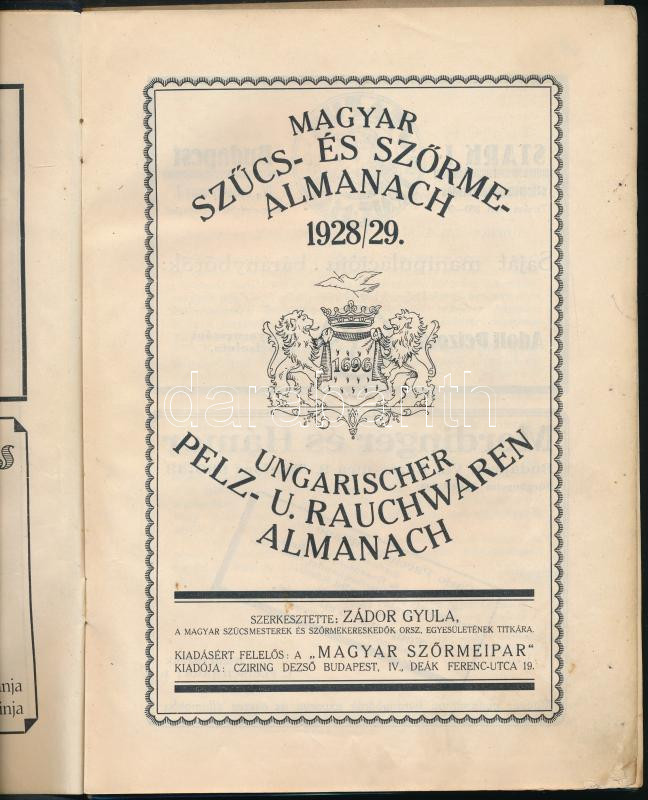 MAGYAR
SZŰCS- ÉS SZŐRME-
ALMANACH
1928/29.
1696
darabanth
UNGARISCHER
PELZ- U. RAUCHWAREN
ALMANACH
SZERKESZTETTE: ZÁDOR GYULA,
A MAGYAR SZŰCSMESTEREK ÉS SZŐRMEKERESKEDŐK ORSZ. EGYESÜLETÉNEK TITKÁRA.
KIADÁSÉRT FELELŐS: A „MAGYAR SZŐRMEIPAR"
KIADÓJA: CZIRING DEZSŐ BUDAPEST, IV., DEÁK FERENC-UTCA 19.